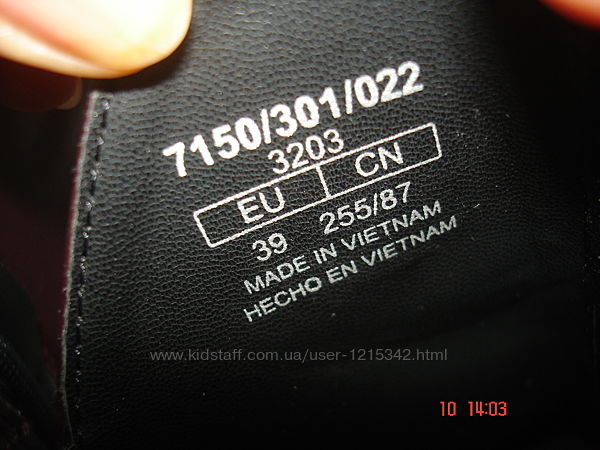 7150/301/022
3203
EU CN
39 255/87
MADE IN VIETNAM
HECHO EN VIETNAM
www.kidstaff.com.ua/user-1215342.html
10 14:03